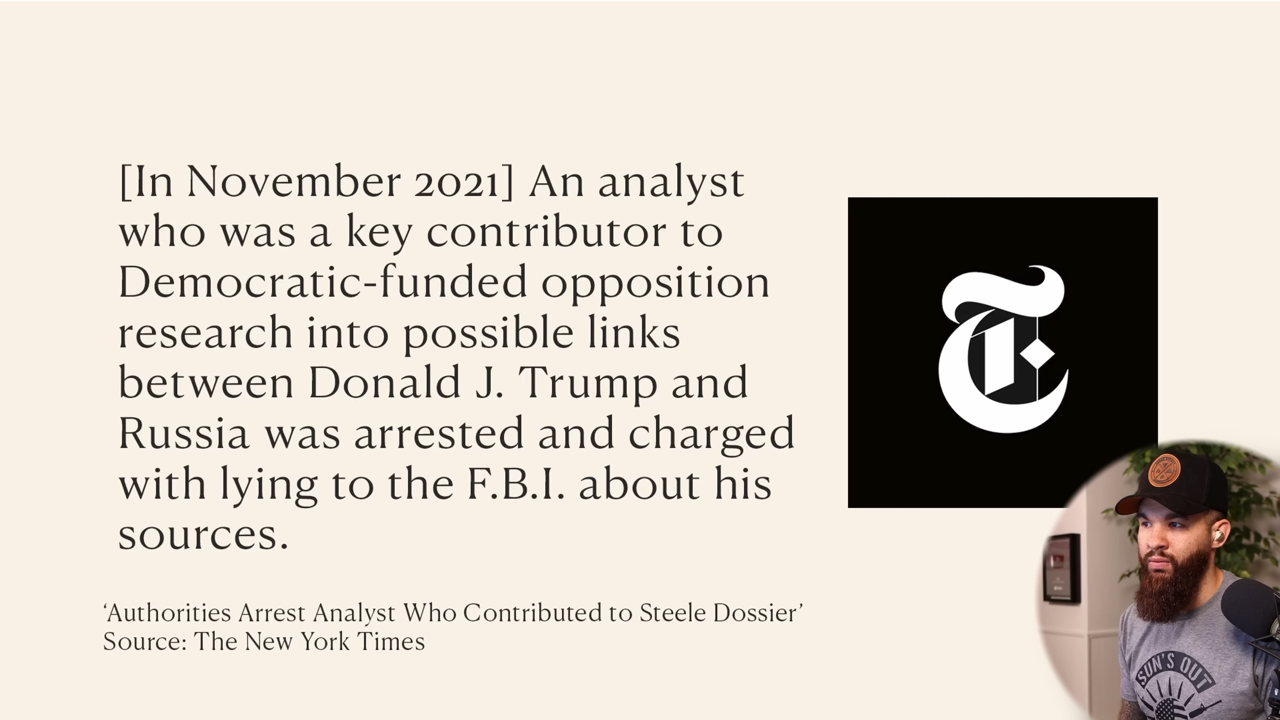 [In November 2021] An analyst
who was a key contributor to
Democratic-funded opposition
research into possible links
between Donald J. Trump and
Russia was arrested and charged
with lying to the F.B.I. about his
sources.
T
‘Authorities Arrest Analyst Who Contributed to Steele Dossier’
Source: The New York Times
SUN'S OUT